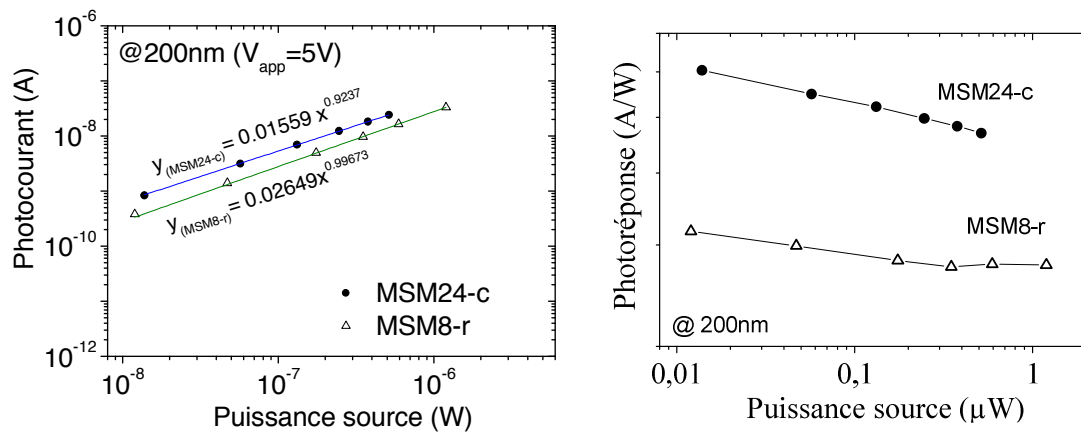 @200nm (V_app=5V)
Photocourant (A)
10^-6
10^-8
10^-10
10^-12
y_(MSM24-c) = 0.01559 x^0.9237
y_(MSM8-r) = 0.02649x^0.99673
MSM24-c
MSM8-r
10^-8
10^-7
10^-6
Puissance source (W)
Photoréponse (A/W)
MSM24-c
MSM8-r
@ 200nm
0,01
0,1
1
Puissance source (µW)